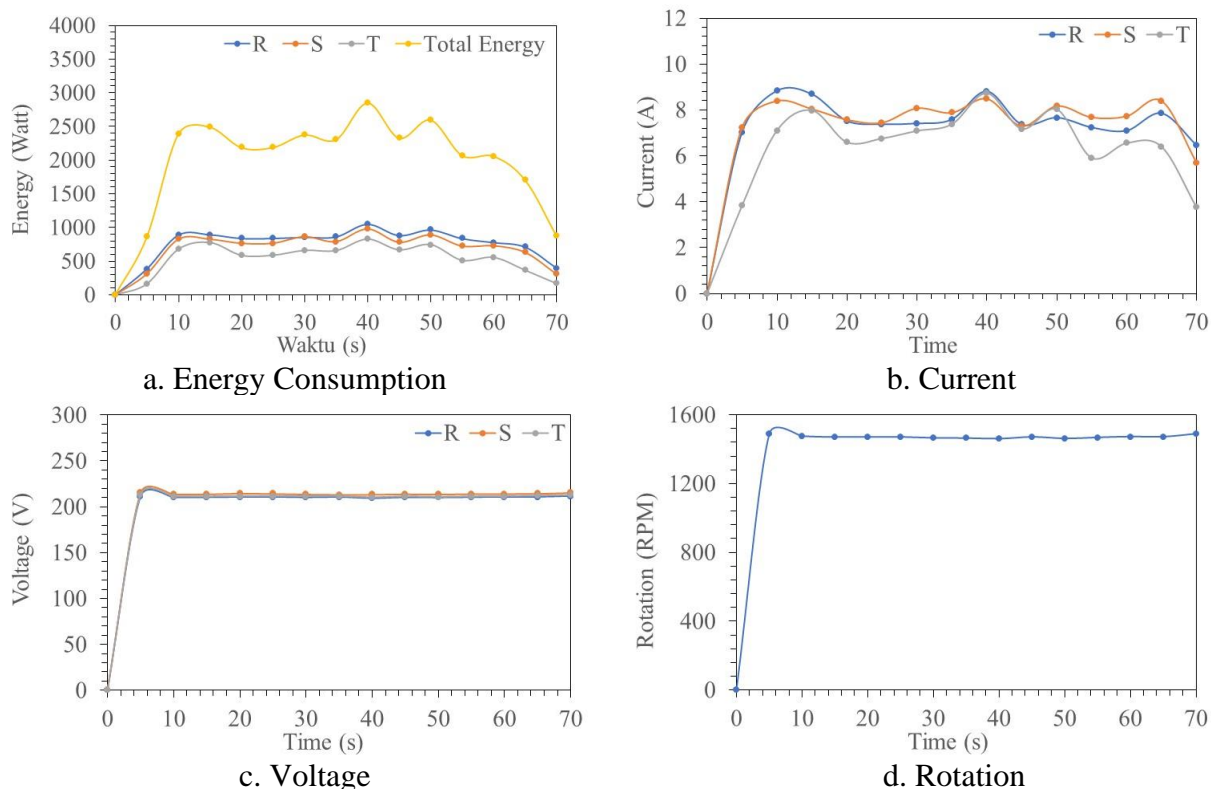 4000
3500
3000
2500
2000
1500
1000
500
0
Energy (Watt)
R S T Total Energy
0 10 20 30 40 50 60 70
Waktu (s)
a. Energy Consumption
12
10
8
6
4
2
0
Current (A)
R S T
0 10 20 30 40 50 60 70
Time
b. Current
300
250
200
150
100
50
0
Voltage (V)
R S T
0 10 20 30 40 50 60 70
Time (s)
c. Voltage
1600
1200
800
400
0
Rotation (RPM)
0 10 20 30 40 50 60 70
Time (s)
d. Rotation